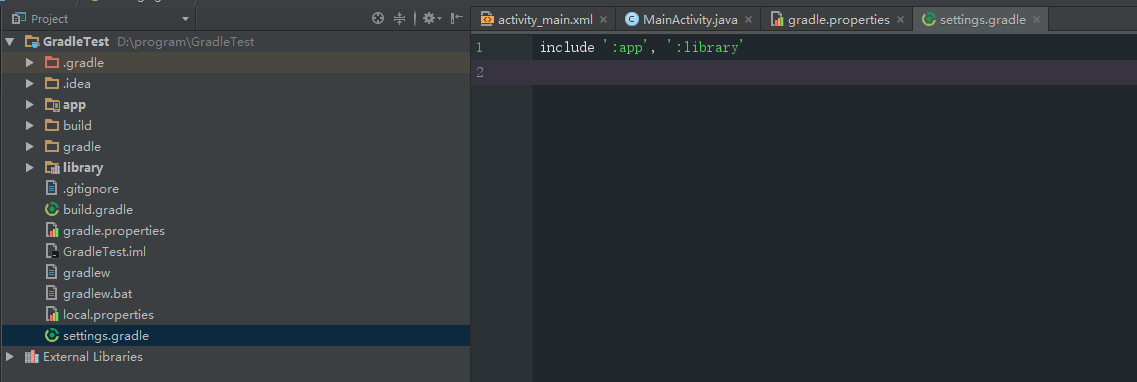 Project
GradleTest D:\program\GradleTest
.gradle
.idea
app
build
gradle
library
.gitignore
build.gradle
gradle.properties
GradleTest.iml
gradlew
gradlew.bat
local.properties
settings.gradle
External Libraries
activity_main.xml MainActivity.java gradle.properties settings.gradle
1 include ':app', ':library'
2